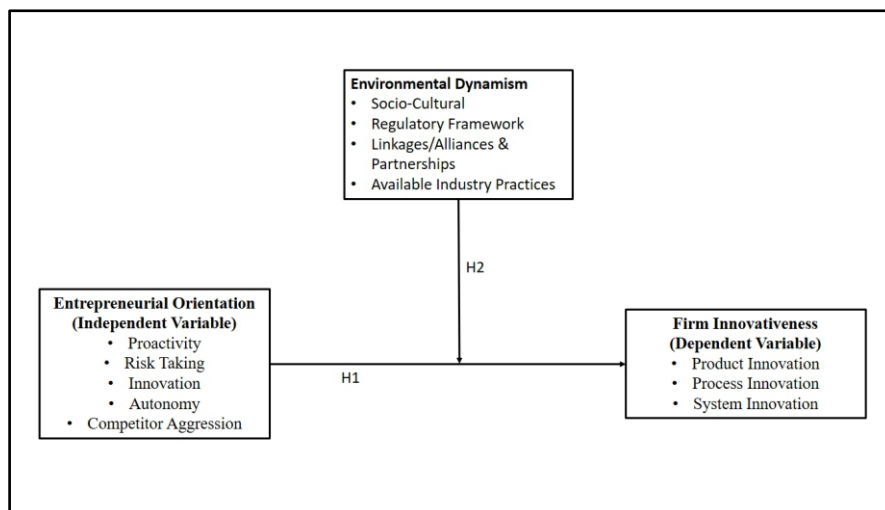 Environmental Dynamism
• Socio-Cultural
• Regulatory Framework
• Linkages/Alliances &
Partnerships
• Available Industry Practices
H2
Entrepreneurial Orientation
(Independent Variable)
• Proactivity
• Risk Taking
• Innovation
• Autonomy
• Competitor Aggression
H1
Firm Innovativeness
(Dependent Variable)
• Product Innovation
• Process Innovation
• System Innovation